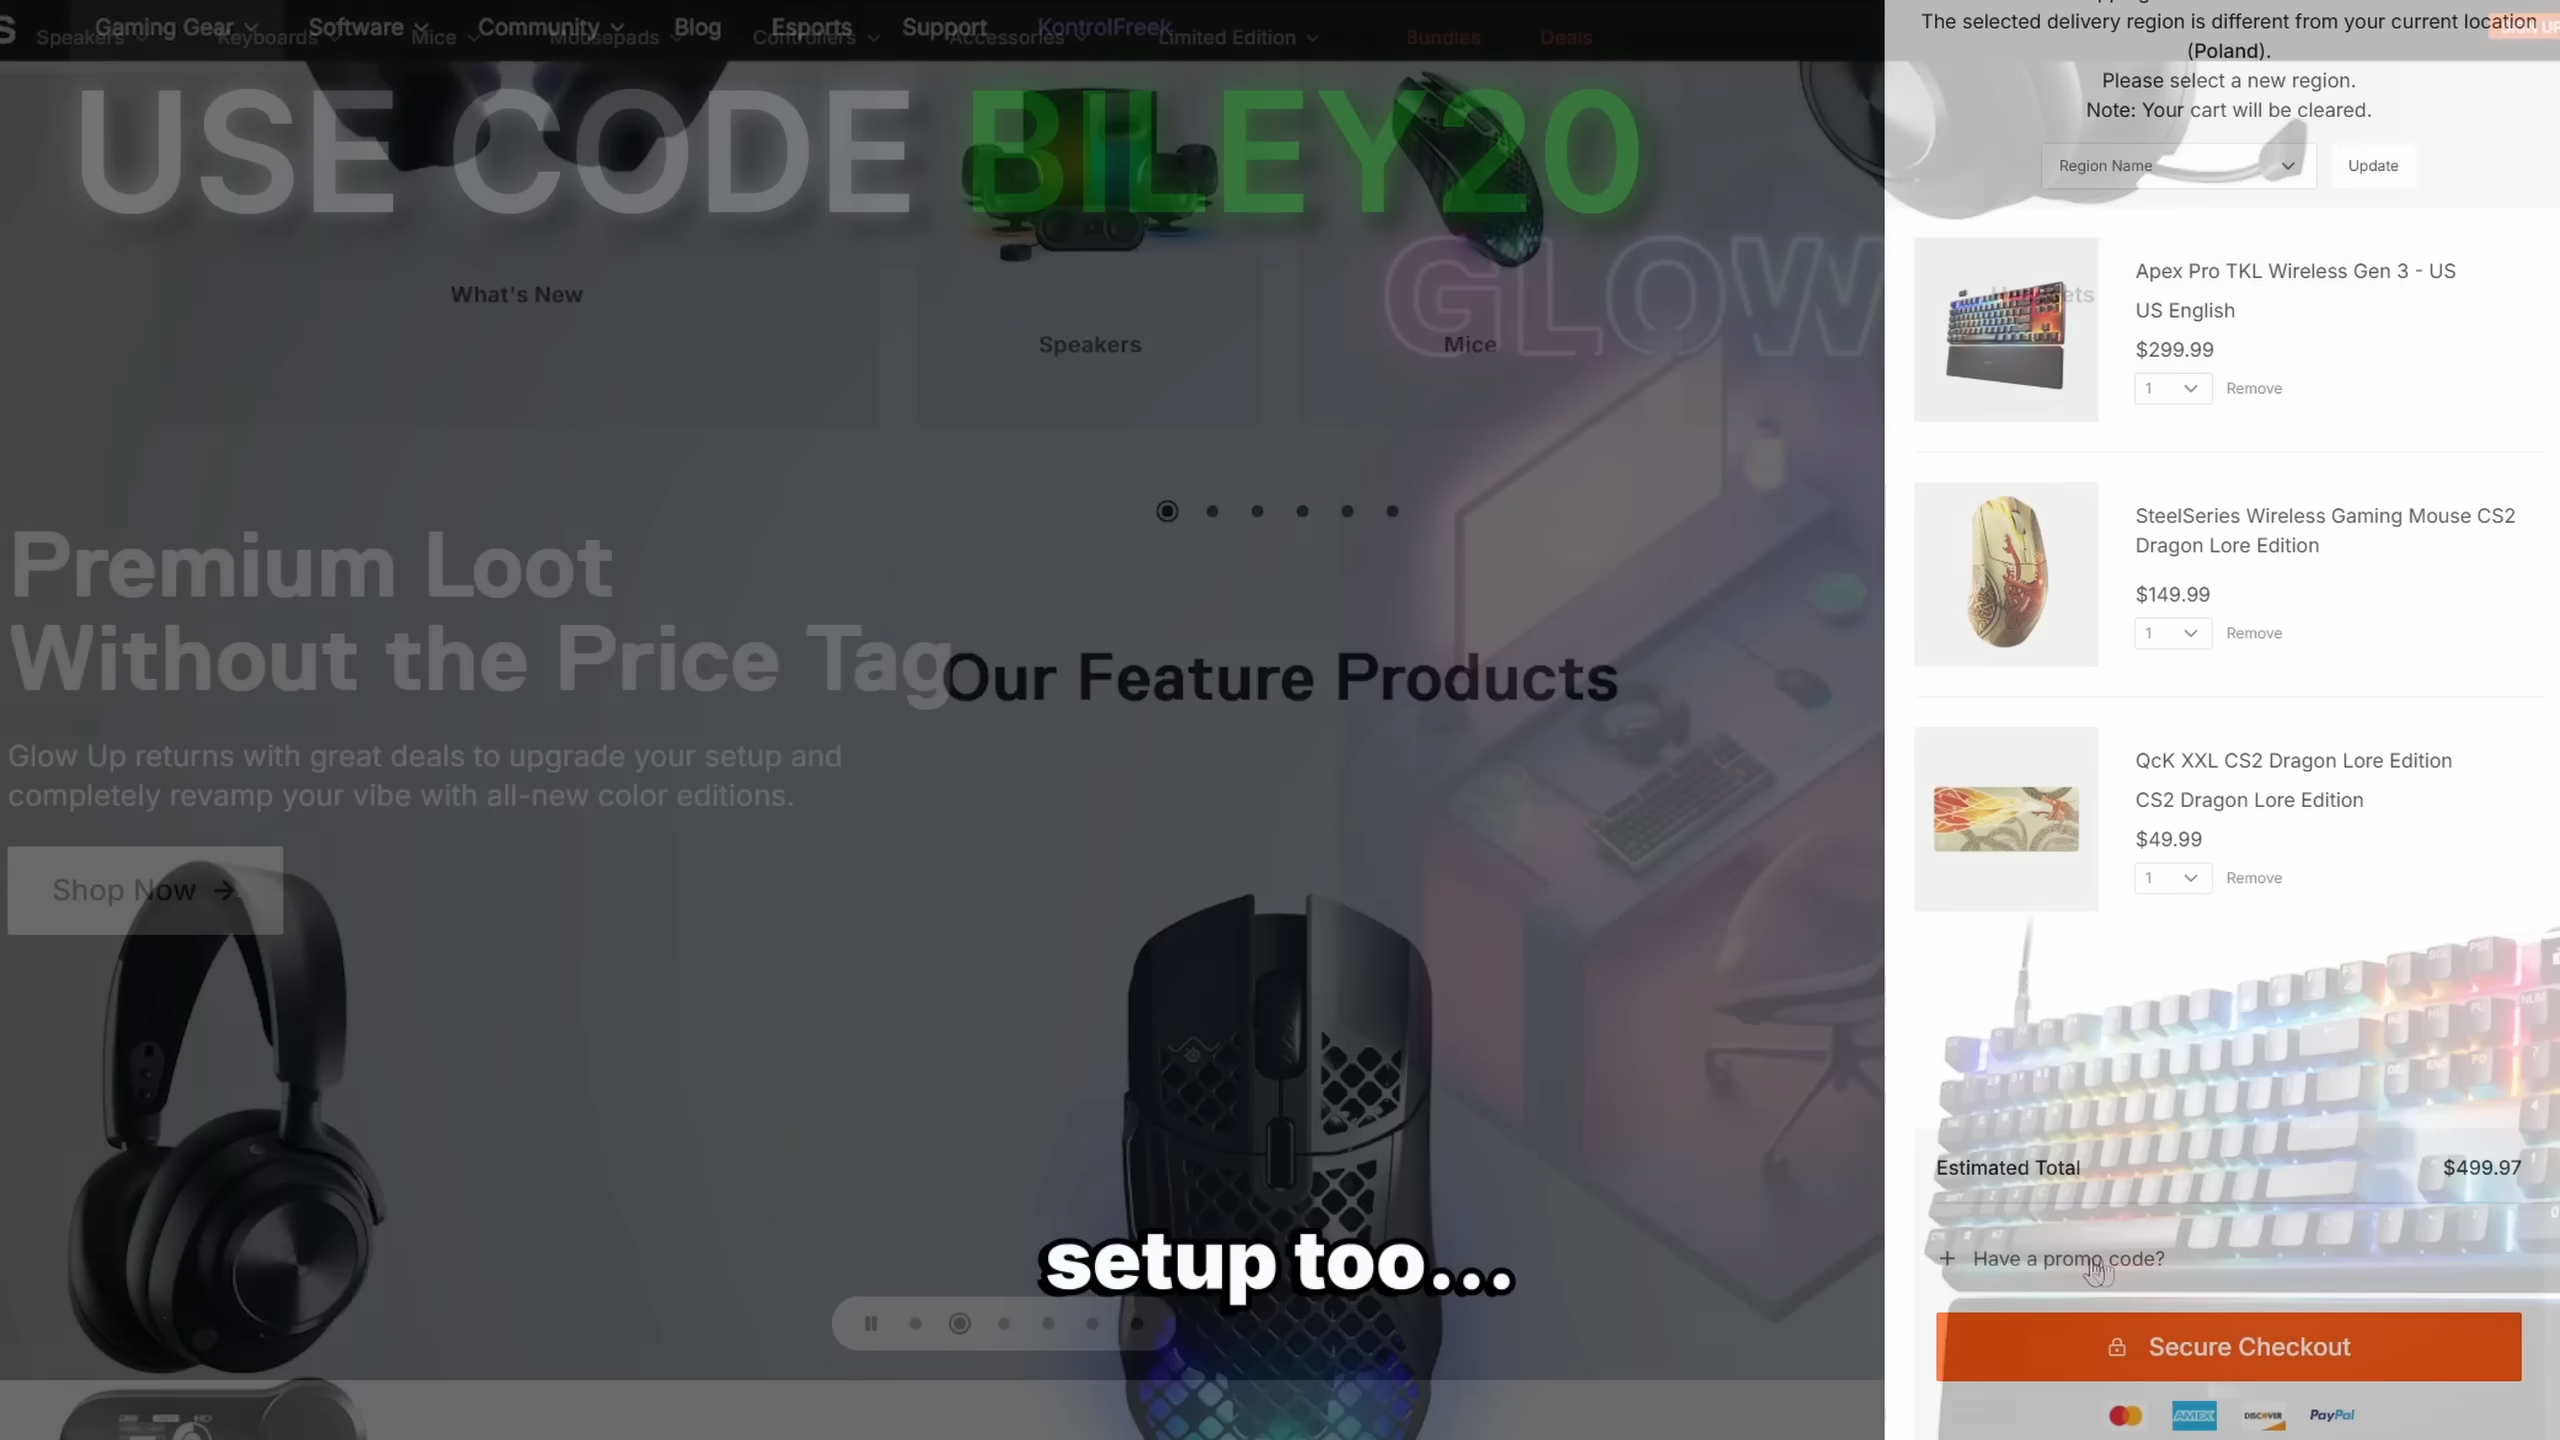 S
Gaming Gear
Software
Community
Blog
Esports
Support
KontrolFreek
Speakers
Keyboards
Mice
Mousepads
Controllers
Accessories
Limited Edition
Bundles
Deals
SIGN UP
USE CODE BILEY20
GLOW
What's New
Speakers
Mice
Premium Loot
Without the Price Tag
Our Feature Products
Glow Up returns with great deals to upgrade your setup and
completely revamp your vibe with all-new color editions.
Shop Now
setup too...
The selected delivery region is different from your current location
(Poland).
Please select a new region.
Note: Your cart will be cleared.
Region Name
Update
Apex Pro TKL Wireless Gen 3 - US
US English
$299.99
1
Remove
SteelSeries Wireless Gaming Mouse CS2
Dragon Lore Edition
$149.99
1
Remove
QcK XXL CS2 Dragon Lore Edition
CS2 Dragon Lore Edition
$49.99
1
Remove
Estimated Total
$499.97
+ Have a promo code?
Secure Checkout
AMEX
DISCOVER
PayPal